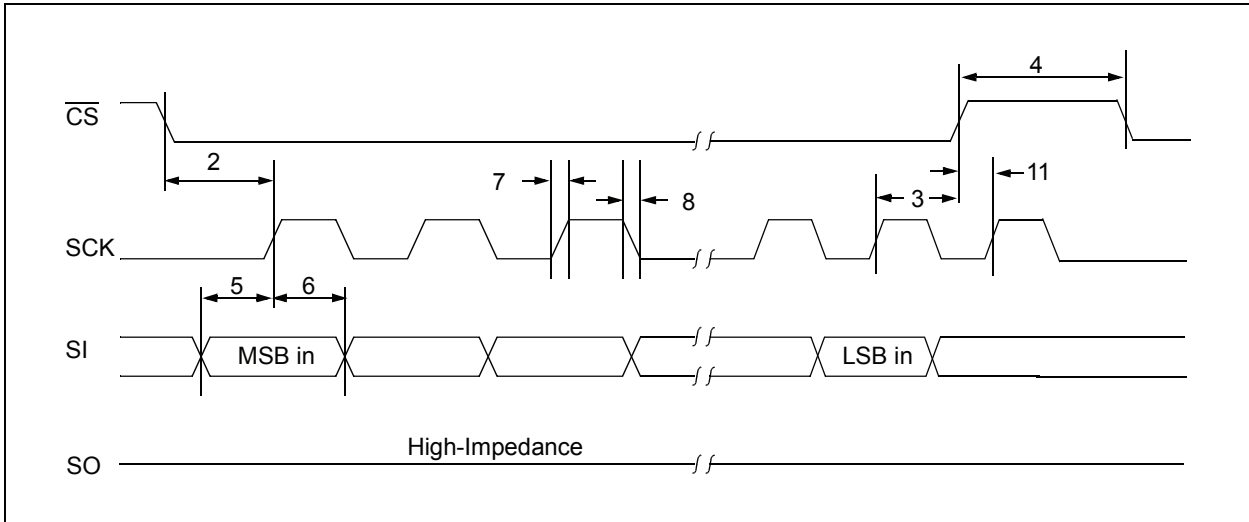 4
CS
2
7
8
3
11
SCK
5
6
SI
MSB in
LSB in
High-Impedance
SO